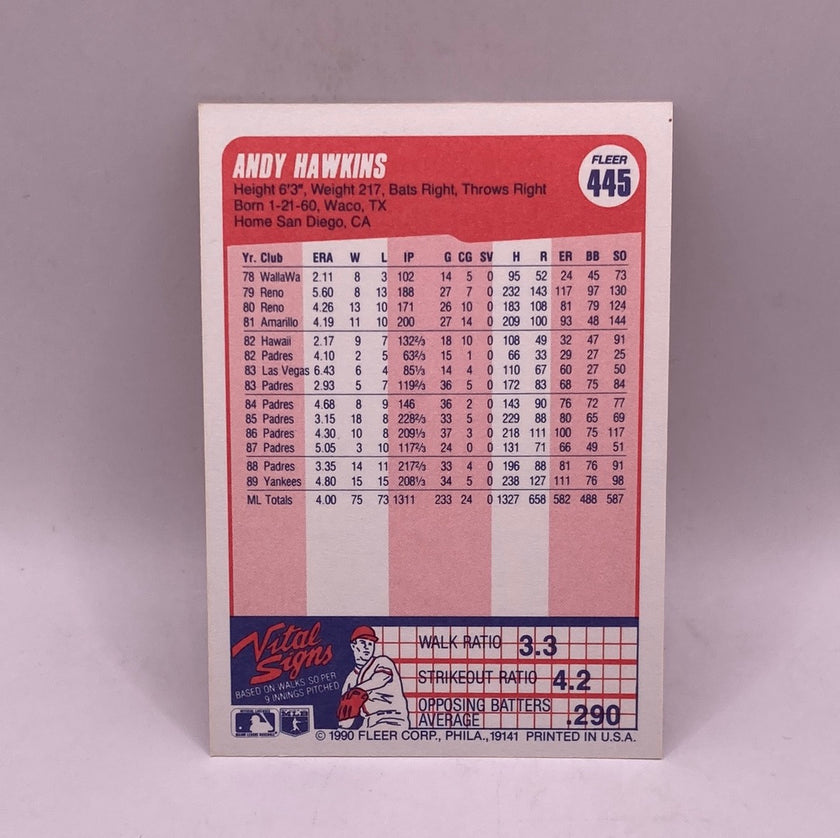 ANDY HAWKINS
FLEER
445
Height 6'3", Weight 217, Bats Right, Throws Right
Born 1-21-60, Waco, TX
Home San Diego, CA
Yr. Club ERA W L IP G CG SV H R ER BB SO
78 WallaWa 2.11 8 3 102 14 5 0 95 52 24 45 73
79 Reno 5.60 8 13 188 27 7 0 232 143 117 97 130
80 Reno 4.26 13 10 171 26 10 0 183 108 81 79 124
81 Amarillo 4.19 11 10 200 27 14 0 209 100 93 48 144
82 Hawaii 2.17 9 7 132⅔ 18 10 0 108 49 32 47 91
82 Padres 4.10 2 5 63⅔ 15 1 0 66 33 29 27 25
83 Las Vegas 6.43 6 4 85⅓ 14 4 0 110 67 60 27 50
83 Padres 2.93 5 7 119⅔ 36 5 0 172 83 68 75 84
84 Padres 4.68 8 9 146 36 2 0 143 90 76 72 77
85 Padres 3.15 18 8 228⅔ 33 5 0 229 88 80 65 69
86 Padres 4.30 10 8 209⅓ 37 3 0 218 111 100 75 117
87 Padres 5.05 3 10 117⅔ 24 0 0 131 71 66 49 51
88 Padres 3.35 14 11 217⅔ 33 4 0 196 88 81 76 91
89 Yankees 4.80 15 15 208⅓ 34 5 0 238 127 111 76 98
ML Totals 4.00 75 73 1311 233 24 0 1327 658 582 488 587
Vital
Signs
BASED ON WALKS, SO PER
9 INNINGS PITCHED
WALK RATIO 3.3
STRIKEOUT RATIO 4.2
OPPOSING BATTERS
AVERAGE .290
© 1990 FLEER CORP., PHILA., 19141 PRINTED IN U.S.A.